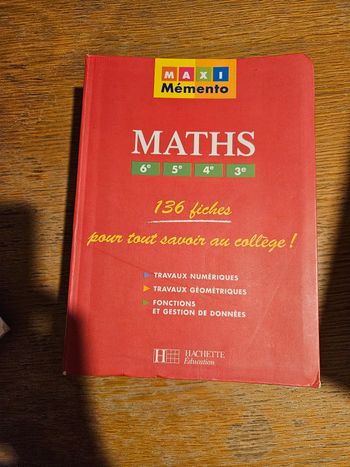 MAXI
Mémento
MATHS
6e 5e 4e 3e
136 fiches
pour tout savoir au collège !
TRAVAUX NUMÉRIQUES
TRAVAUX GÉOMÉTRIQUES
FONCTIONS
ET GESTION DE DONNÉES
H HACHETTE
Éducation